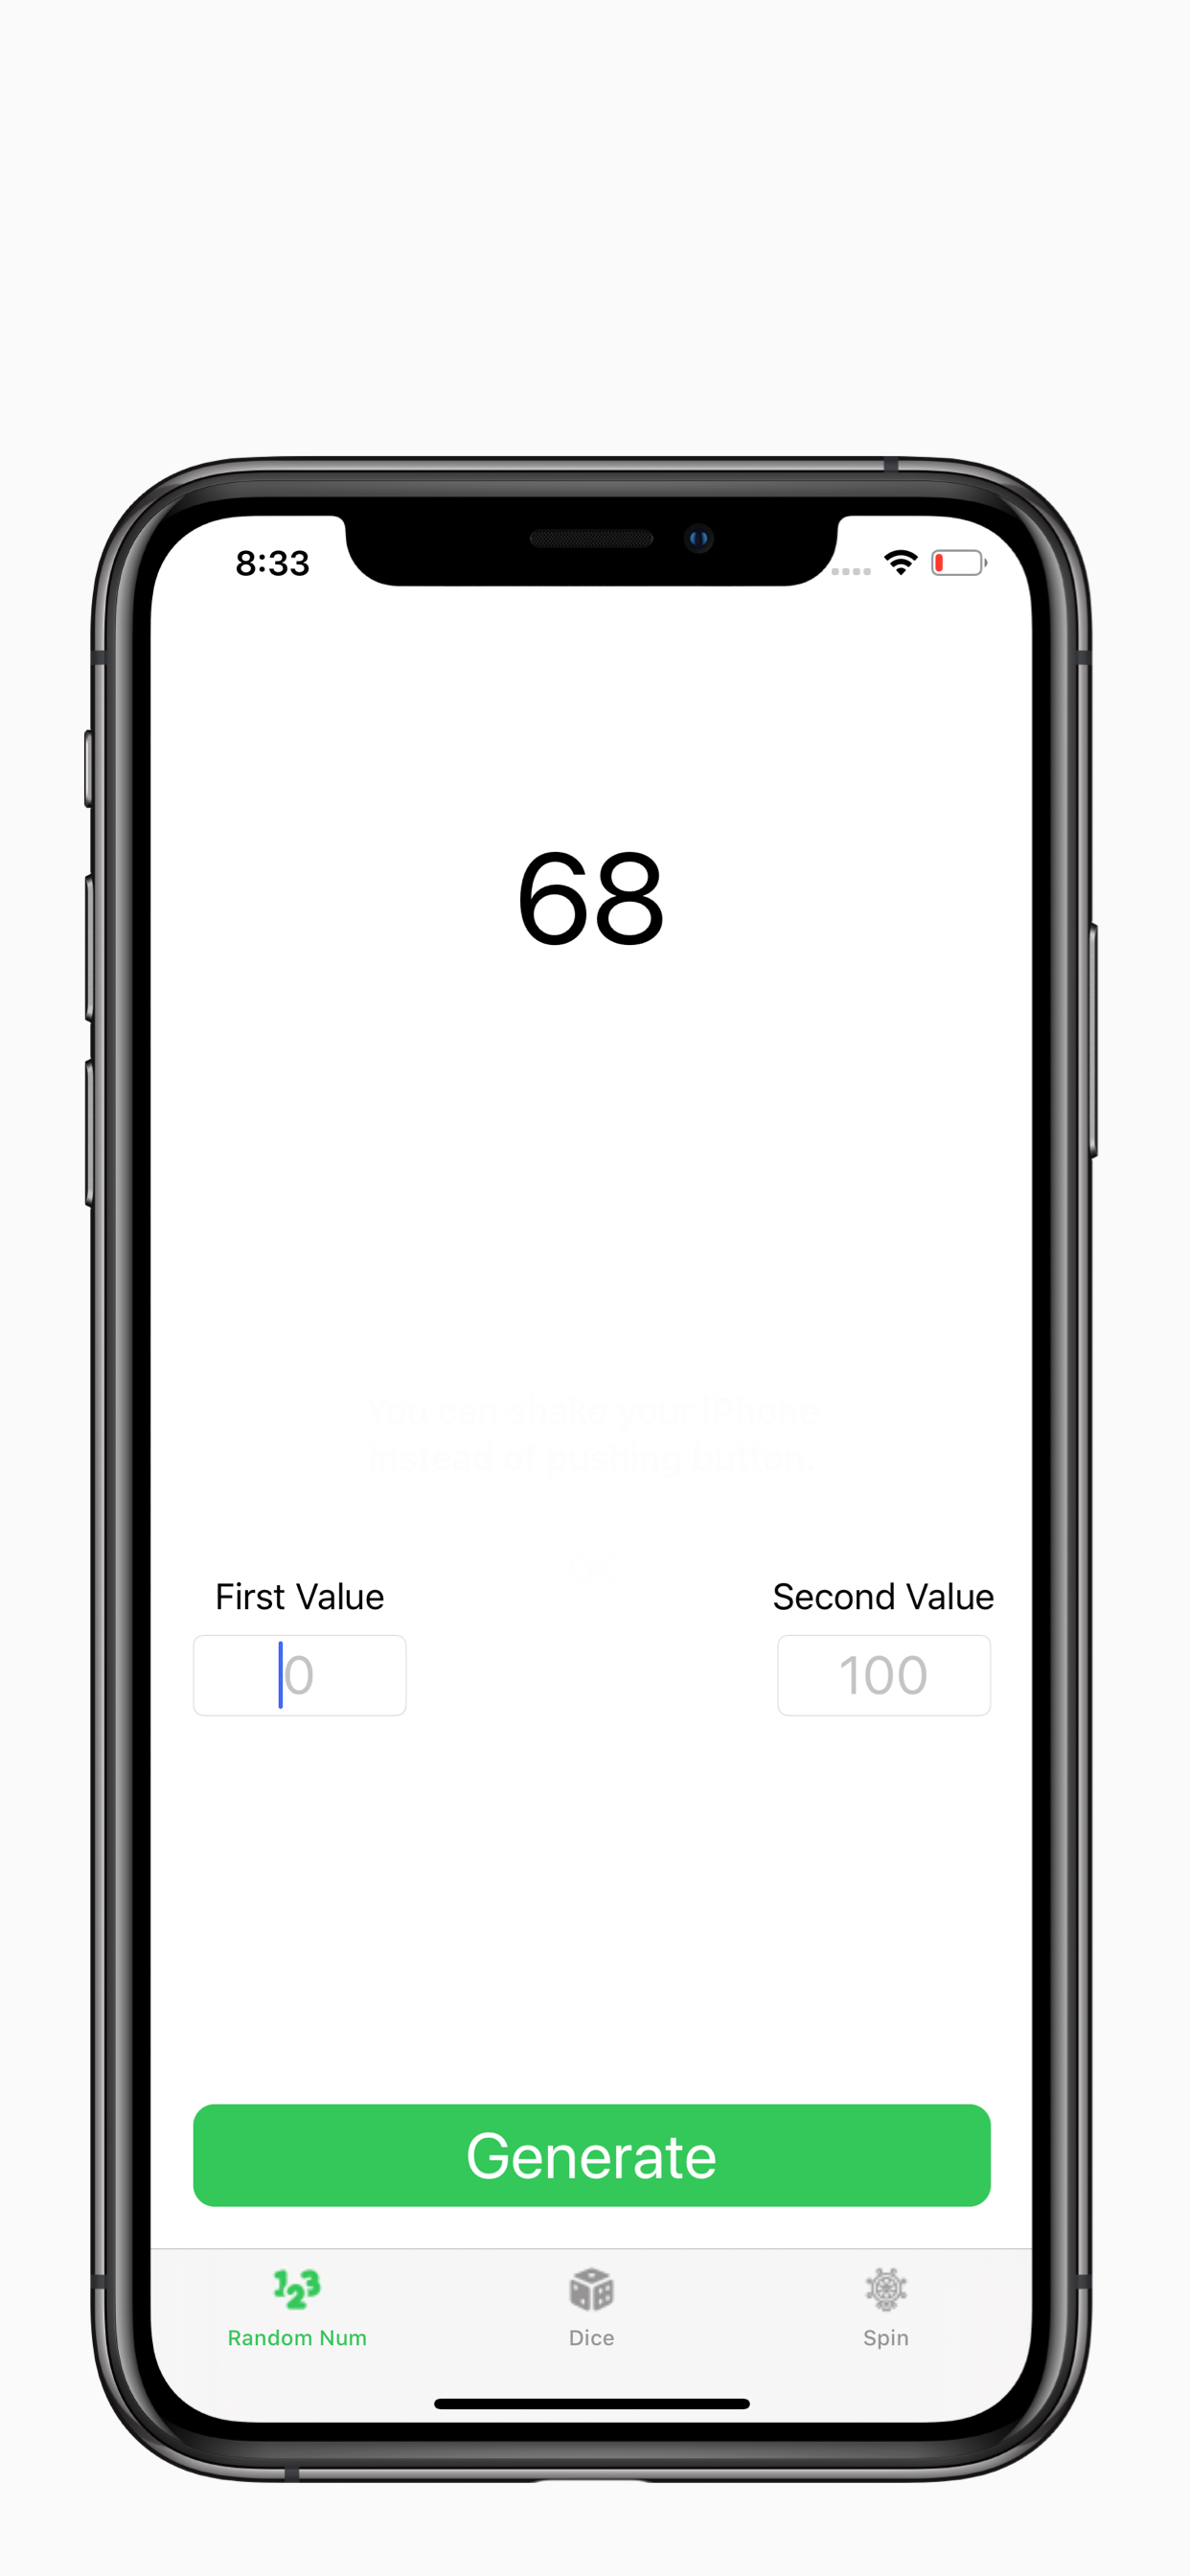 8:33
68
You can shake your iPhone
instead of pushing button.
First Value
Second Value
0
100
Generate
123
Random Num
Dice
Spin